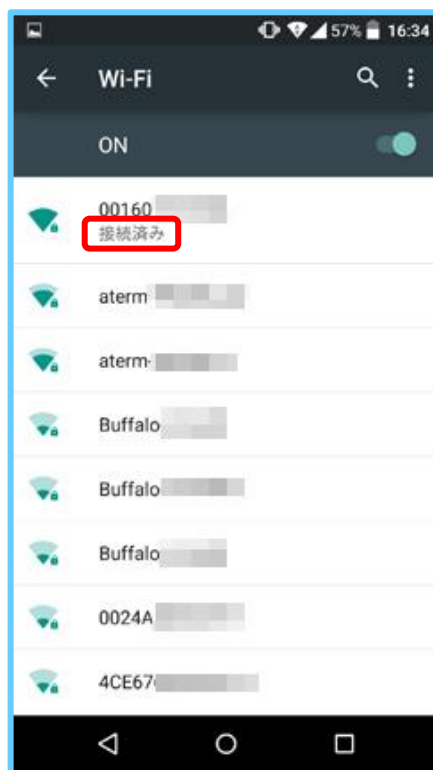 57% 16:34
Wi-Fi
ON
00160
接続済み
aterm
aterm-
Buffalo
Buffalo
Buffalo
0024A
4CE67